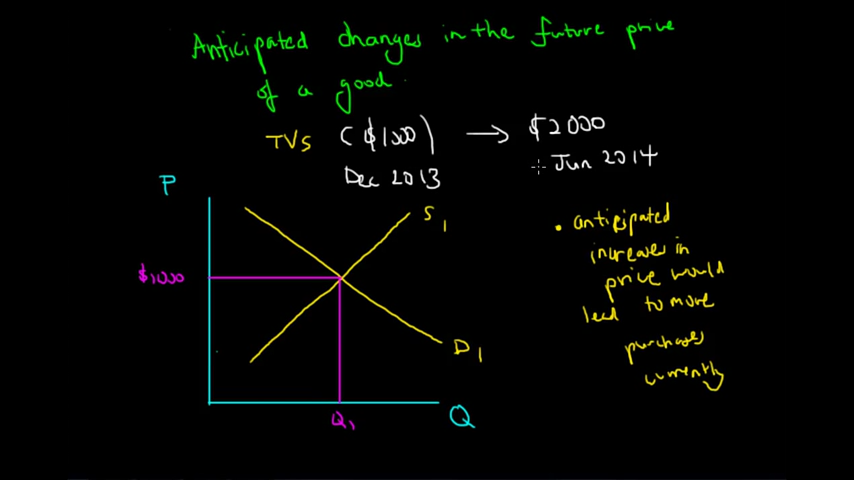 Anticipated changes in the future price
of a good
TVs ($1000) → $2000
Dec 2013 Jun 2014
P
S1
$1000
D1
Q1
Q
• anticipated
increases in
price would
lead to more
purchases
currently